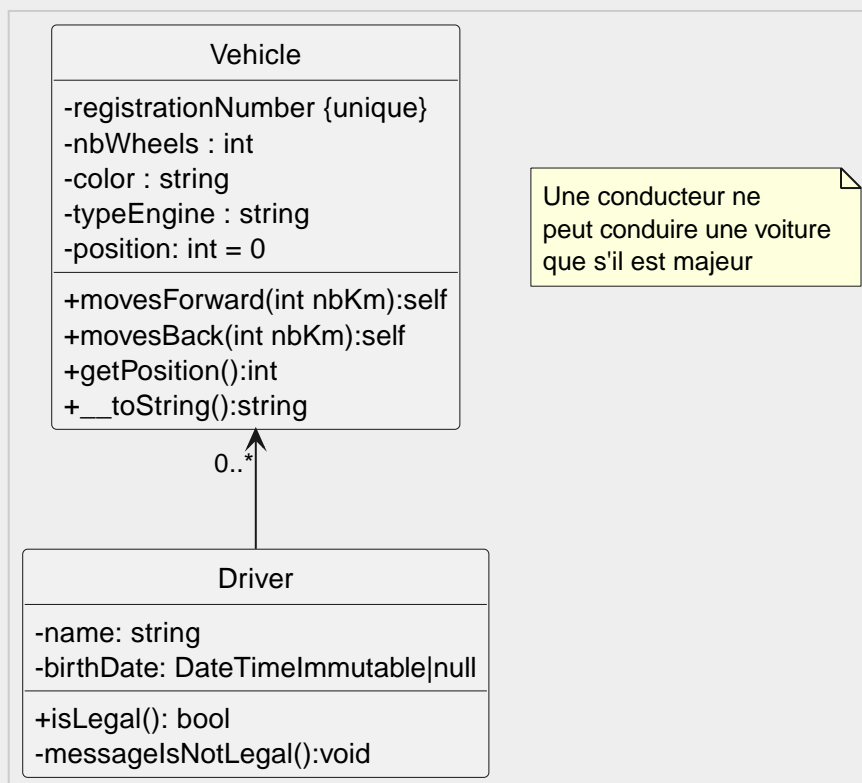 Vehicle
-registrationNumber {unique}
-nbWheels : int
-color : string
-typeEngine : string
-position: int = 0
+movesForward(int nbKm):self
+movesBack(int nbKm):self
+getPosition():int
+__toString():string
Une conducteur ne
peut conduire une voiture
que s'il est majeur
0..*
Driver
-name: string
-birthDate: DateTimeImmutable|null
+isLegal(): bool
-messageIsNotLegal():void